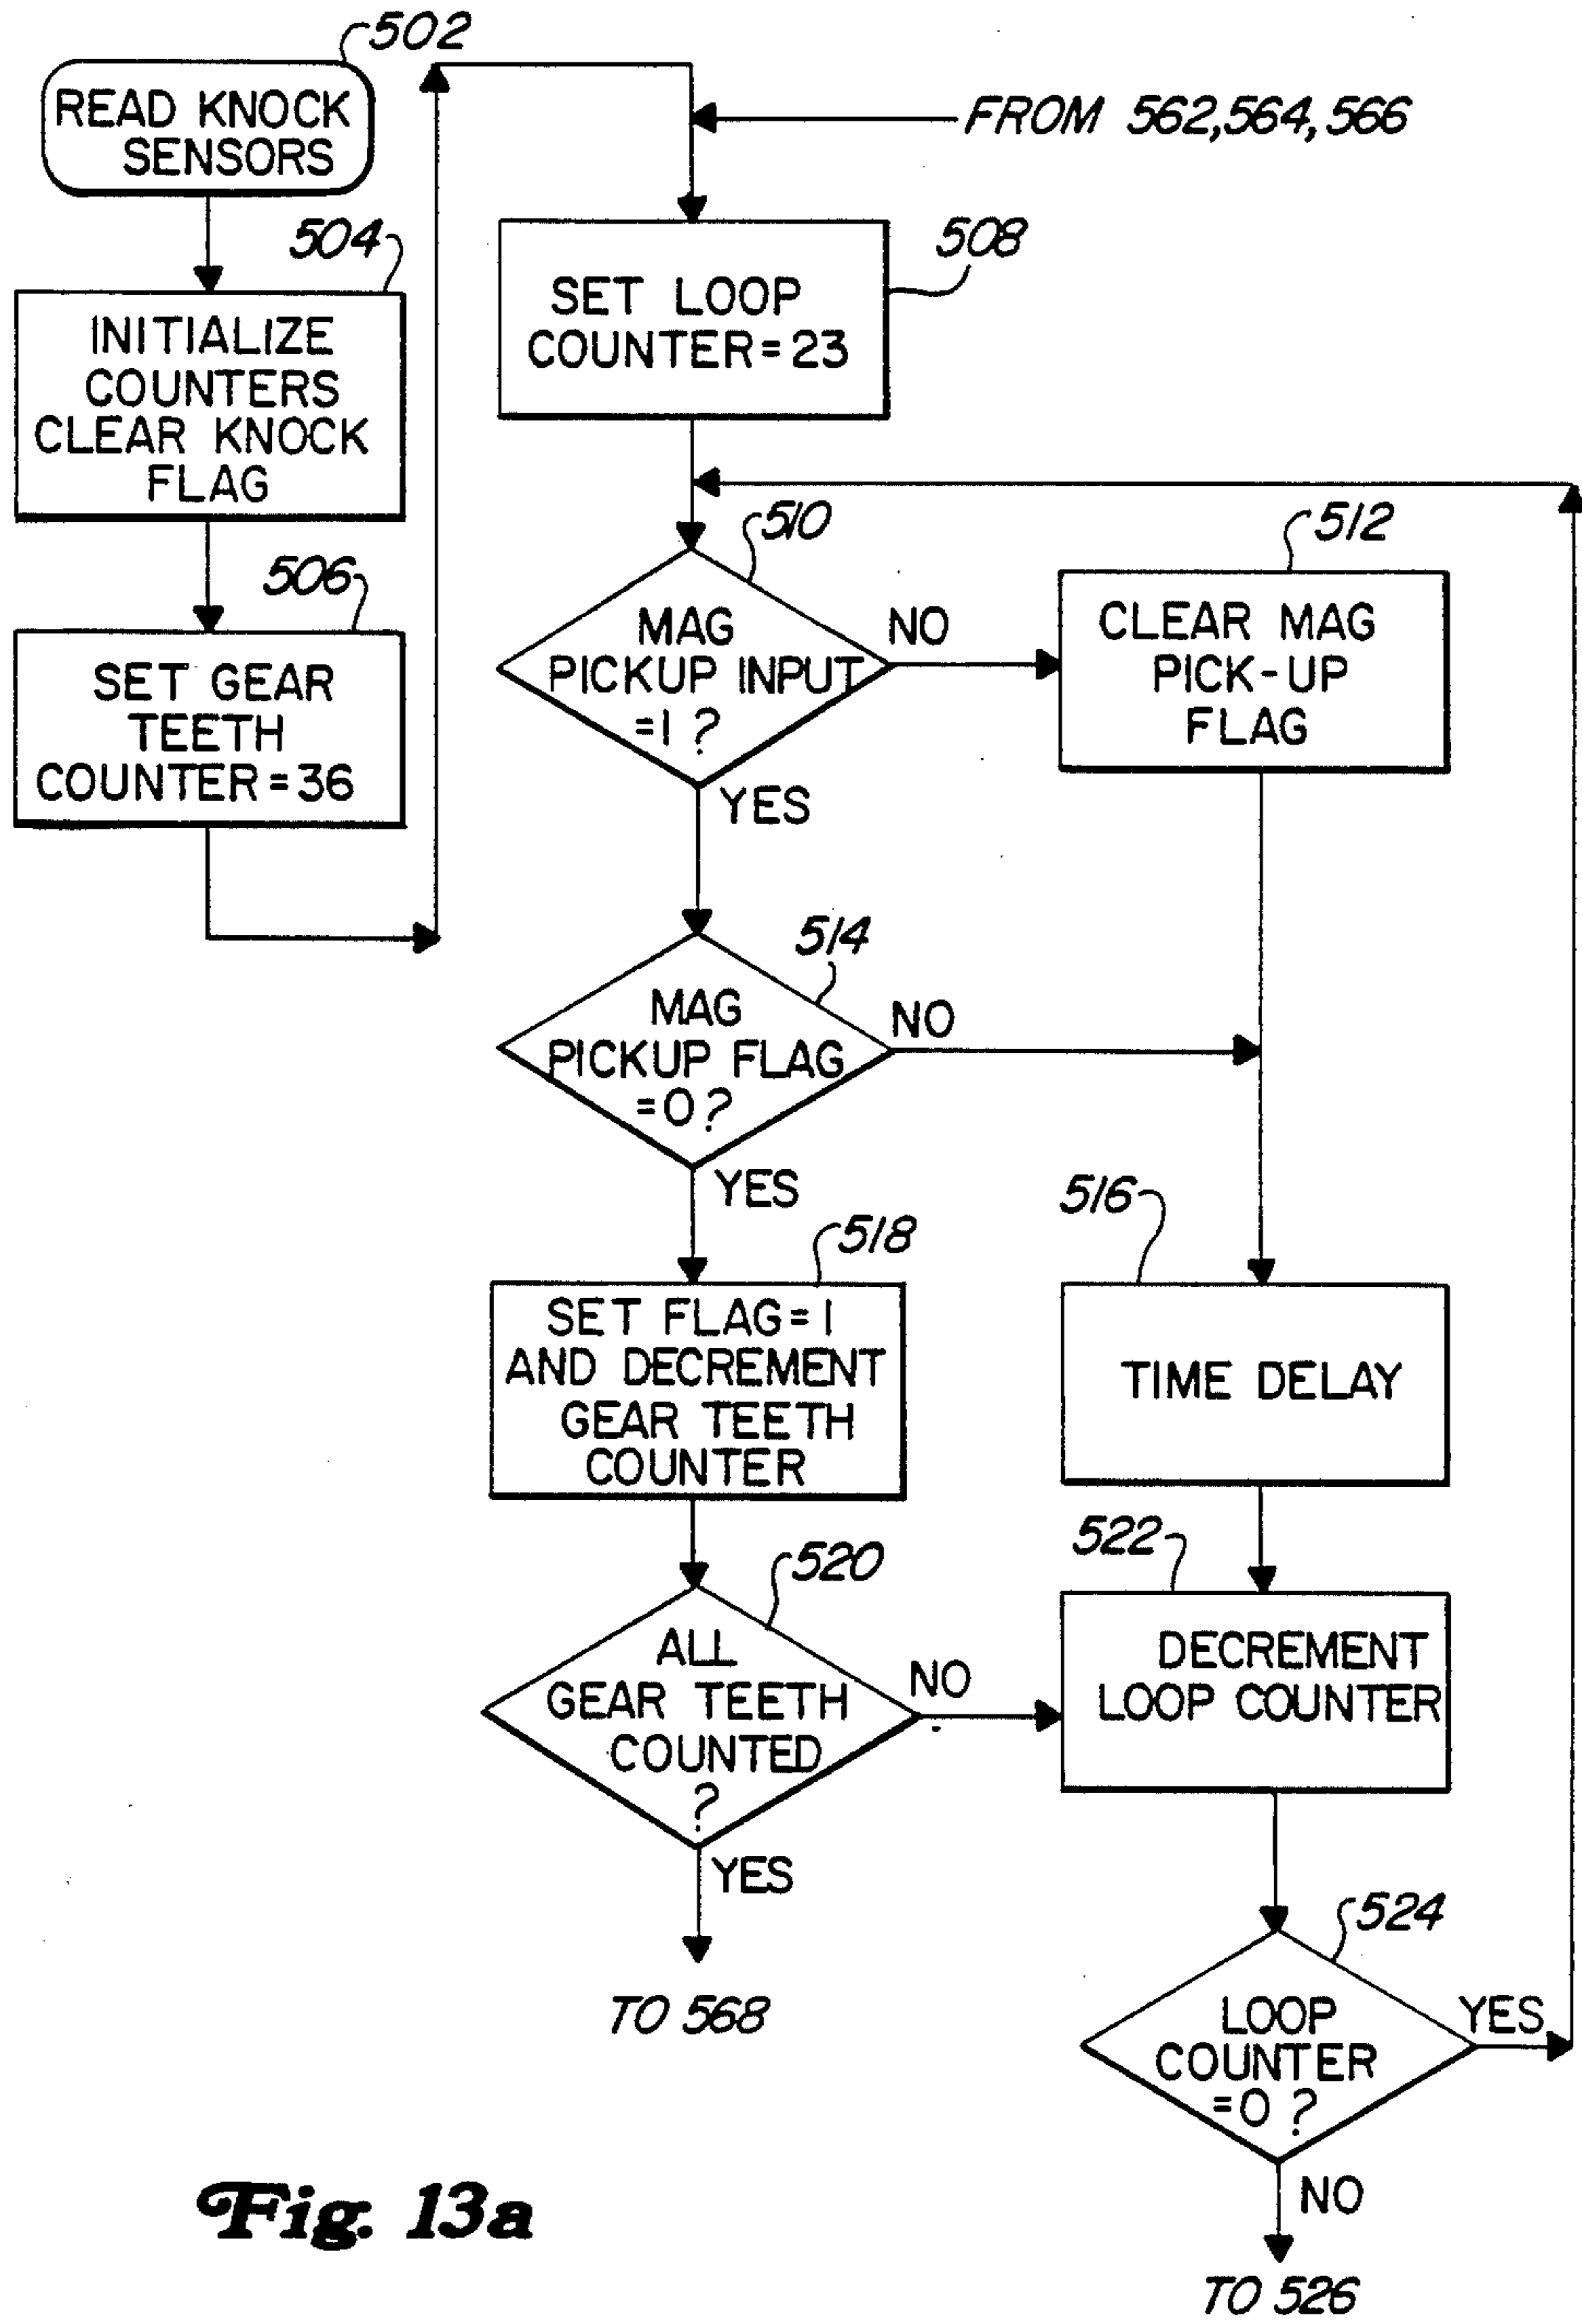 502
READ KNOCK
SENSORS
504
INITIALIZE
COUNTERS
CLEAR KNOCK
FLAG
506
SET GEAR
TEETH
COUNTER=36
FROM 562,564,566
508
SET LOOP
COUNTER=23
510
MAG
PICKUP INPUT
=1 ?
NO
YES
512
CLEAR MAG
PICK-UP
FLAG
514
MAG
PICKUP FLAG
=0?
NO
YES
516
TIME DELAY
518
SET FLAG=1
AND DECREMENT
GEAR TEETH
COUNTER
520
ALL
GEAR TEETH
COUNTED
?
NO
YES
TO 568
522
DECREMENT
LOOP COUNTER
524
LOOP
COUNTER
=0 ?
YES
NO
TO 526
Fig. 13a